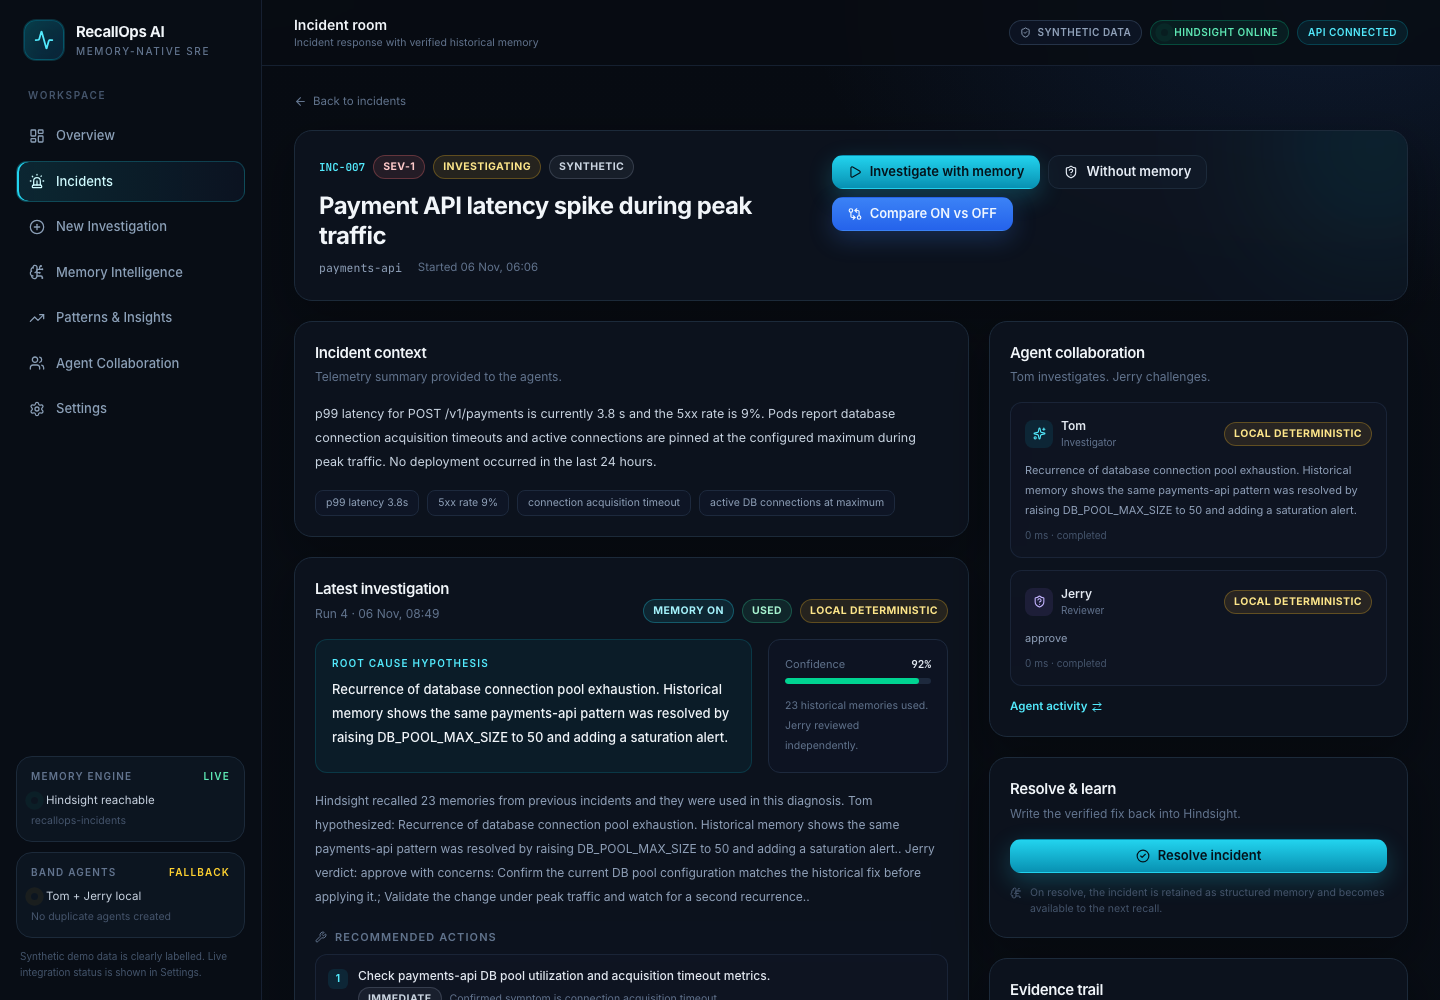 RecallOps AI
MEMORY-NATIVE SRE
WORKSPACE
Overview
Incidents
New Investigation
Memory Intelligence
Patterns & Insights
Agent Collaboration
Settings
MEMORY ENGINE LIVE
Hindsight reachable
recallops-incidents
BAND AGENTS FALLBACK
Tom + Jerry local
No duplicate agents created
Synthetic demo data is clearly labelled. Live
integration status is shown in Settings.
Incident room
Incident response with verified historical memory
SYNTHETIC DATA
HINDSIGHT ONLINE
API CONNECTED
Back to incidents
INC-007 SEV-1 INVESTIGATING SYNTHETIC
Payment API latency spike during peak
traffic
payments-api Started 06 Nov, 06:06
Investigate with memory
Without memory
Compare ON vs OFF
Incident context
Telemetry summary provided to the agents.
p99 latency for POST /v1/payments is currently 3.8 s and the 5xx rate is 9%. Pods report database
connection acquisition timeouts and active connections are pinned at the configured maximum during
peak traffic. No deployment occurred in the last 24 hours.
p99 latency 3.8s
5xx rate 9%
connection acquisition timeout
active DB connections at maximum
Latest investigation
Run 4 · 06 Nov, 08:49
MEMORY ON
USED
LOCAL DETERMINISTIC
ROOT CAUSE HYPOTHESIS
Recurrence of database connection pool exhaustion. Historical
memory shows the same payments-api pattern was resolved by
raising DB_POOL_MAX_SIZE to 50 and adding a saturation alert.
Confidence 92%
23 historical memories used.
Jerry reviewed
independently.
Hindsight recalled 23 memories from previous incidents and they were used in this diagnosis. Tom
hypothesized: Recurrence of database connection pool exhaustion. Historical memory shows the same
payments-api pattern was resolved by raising DB_POOL_MAX_SIZE to 50 and adding a saturation alert.. Jerry
verdict: approve with concerns: Confirm the current DB pool configuration matches the historical fix before
applying it.; Validate the change under peak traffic and watch for a second recurrence..
RECOMMENDED ACTIONS
1 Check payments-api DB pool utilization and acquisition timeout metrics.
IMMEDIATE Confirmed symptom is connection acquisition timeout
Agent collaboration
Tom investigates. Jerry challenges.
Tom
Investigator
LOCAL DETERMINISTIC
Recurrence of database connection pool exhaustion. Historical
memory shows the same payments-api pattern was resolved by
raising DB_POOL_MAX_SIZE to 50 and adding a saturation alert.
0 ms · completed
Jerry
Reviewer
LOCAL DETERMINISTIC
approve
0 ms · completed
Agent activity
Resolve & learn
Write the verified fix back into Hindsight.
Resolve incident
On resolve, the incident is retained as structured memory and becomes
available to the next recall.
Evidence trail